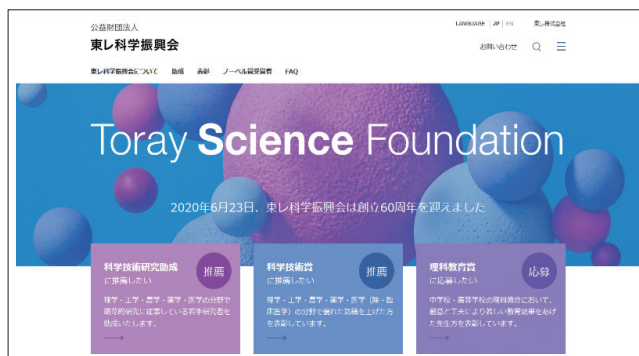 公益財団法人
東レ科学振興会
LANGUAGE | JP | EN 東レ株式会社
お問い合わせ
東レ科学振興会について 助成 表彰 ノーベル賞受賞者 FAQ
Toray Science Foundation
2020年6月23日、東レ科学振興会は創立60周年を迎えました
科学技術研究助成
に推薦したい
推薦
理学・工学・農学・薬学・医学の分野で
萌芽的研究に従事している若手研究者を
助成いたします。
科学技術賞
に推薦したい
推薦
理学・工学・農学・薬学・医学（除・臨
床医学）の分野で優れた功績を上げた方
を表彰しています。
理科教育賞
に応募したい
応募
中学校・高等学校の理科教育において、
創意と工夫により著しい教育効果をあげ
た先生方を表彰しています。